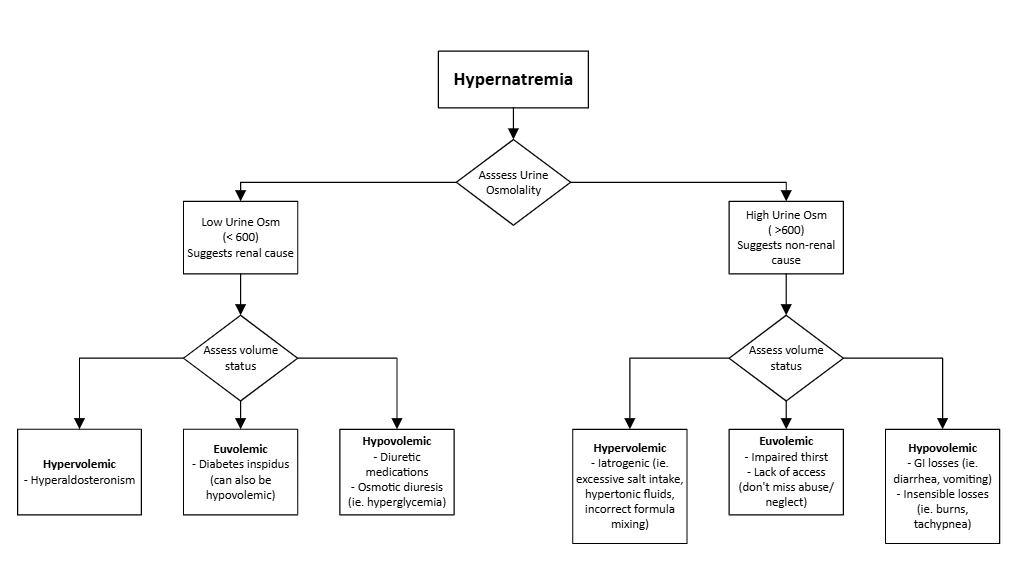 Hypernatremia
Asssess Urine
Osmolality
Low Urine Osm
(< 600)
Suggests renal cause
High Urine Osm
( >600)
Suggests non-renal
cause
Assess volume
status
Assess volume
status
Hypervolemic
- Hyperaldosteronism
Euvolemic
- Diabetes inspidus
(can also be
hypovolemic)
Hypovolemic
- Diuretic
medications
- Osmotic diuresis
(ie. hyperglycemia)
Hypervolemic
- Iatrogenic (ie.
excessive salt intake,
hypertonic fluids,
incorrect formula
mixing)
Euvolemic
- Impaired thirst
- Lack of access
(don't miss abuse/
neglect)
Hypovolemic
- GI losses (ie.
diarrhea, vomiting)
- Insensible losses
(ie. burns,
tachypnea)